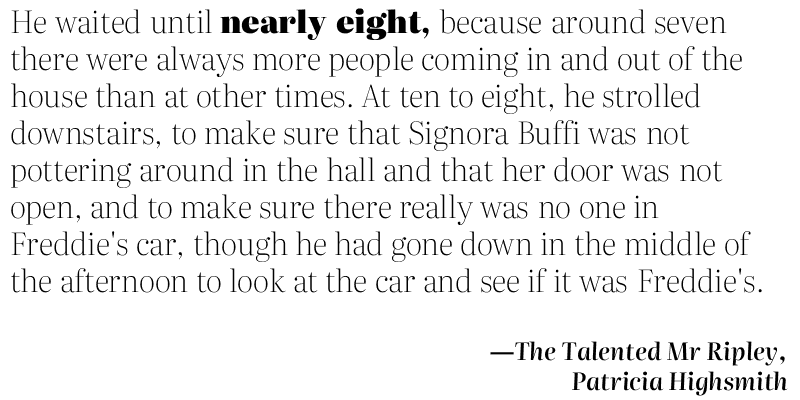 He waited until nearly eight, because around seven
there were always more people coming in and out of the
house than at other times. At ten to eight, he strolled
downstairs, to make sure that Signora Buffi was not
pottering around in the hall and that her door was not
open, and to make sure there really was no one in
Freddie's car, though he had gone down in the middle of
the afternoon to look at the car and see if it was Freddie's.
—The Talented Mr Ripley,
Patricia Highsmith